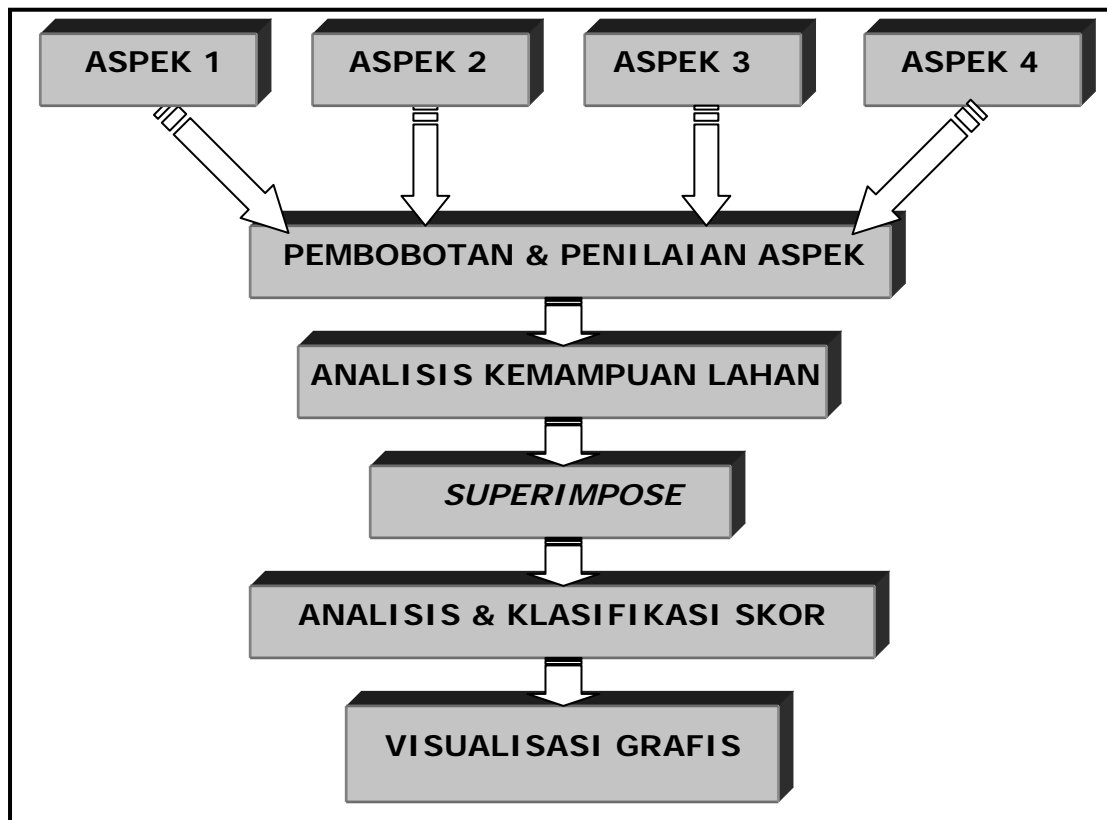 ASPEK 1
ASPEK 2
ASPEK 3
ASPEK 4
PEMBOBOTAN & PENILAIAN ASPEK
ANALISIS KEMAMPUAN LAHAN
SUPERIMPOSE
ANALISIS & KLASIFIKASI SKOR
VISUALISASI GRAFIS